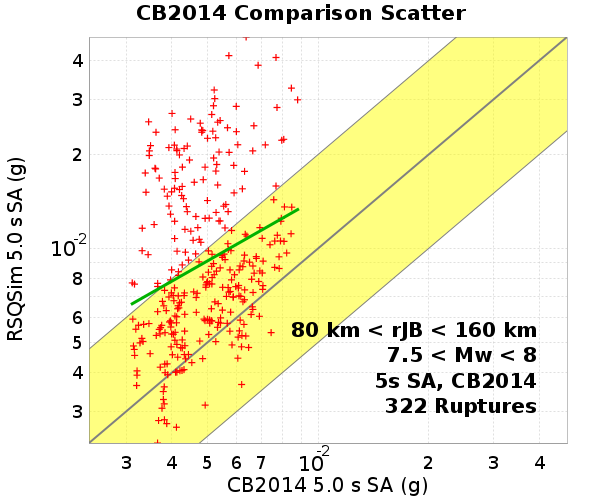 CB2014 Comparison Scatter
RSQSim 5.0 s SA (g)
4
3
2
10-2
8
6
5
4
3
80 km < rJB < 160 km
7.5 < Mw < 8
5s SA, CB2014
322 Ruptures
3 4 5 6 7 10-2 2 3 4
CB2014 5.0 s SA (g)